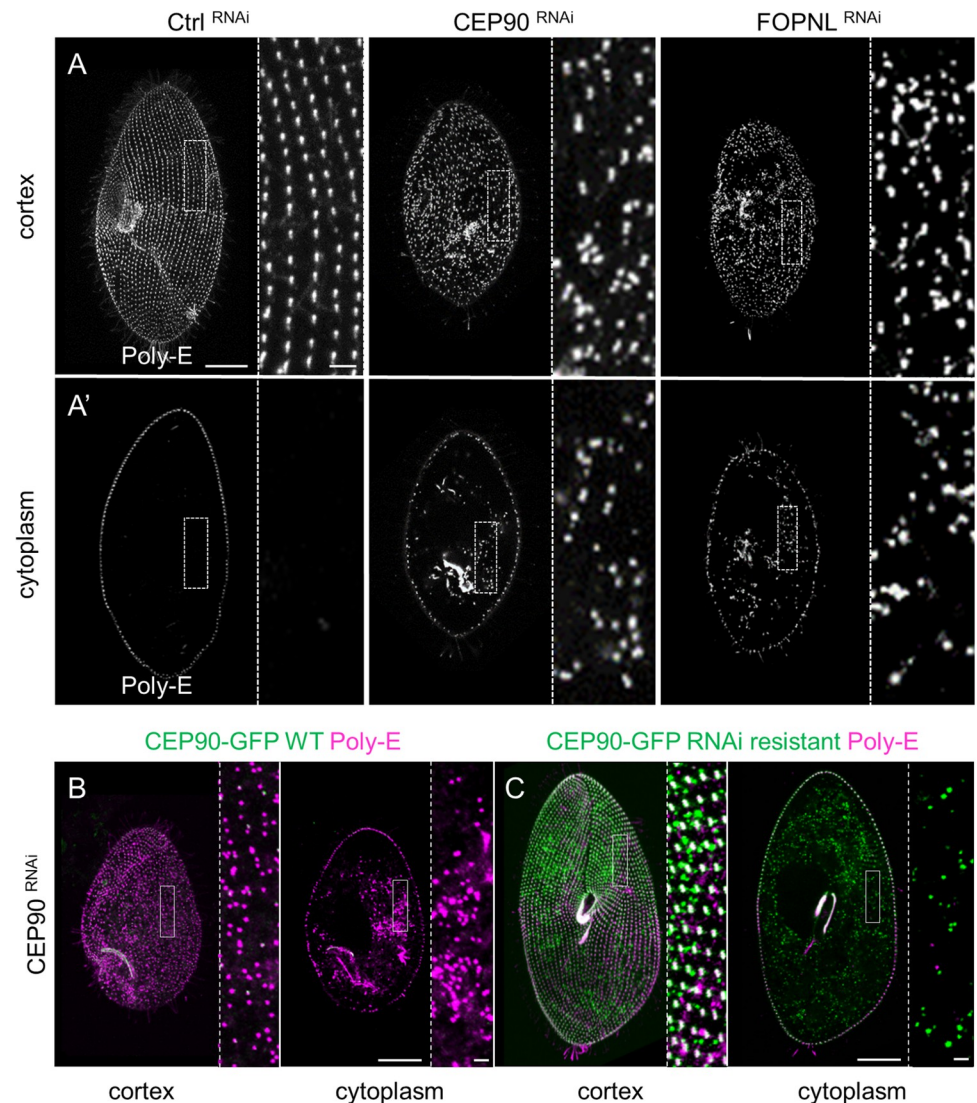 Ctrl RNAi CEP90 RNAi FOPNL RNAi
A
cortex
Poly-E
A'
cytoplasm
Poly-E
CEP90-GFP WT Poly-E CEP90-GFP RNAi resistant Poly-E
B C
CEP90 RNAi
cortex cytoplasm cortex cytoplasm